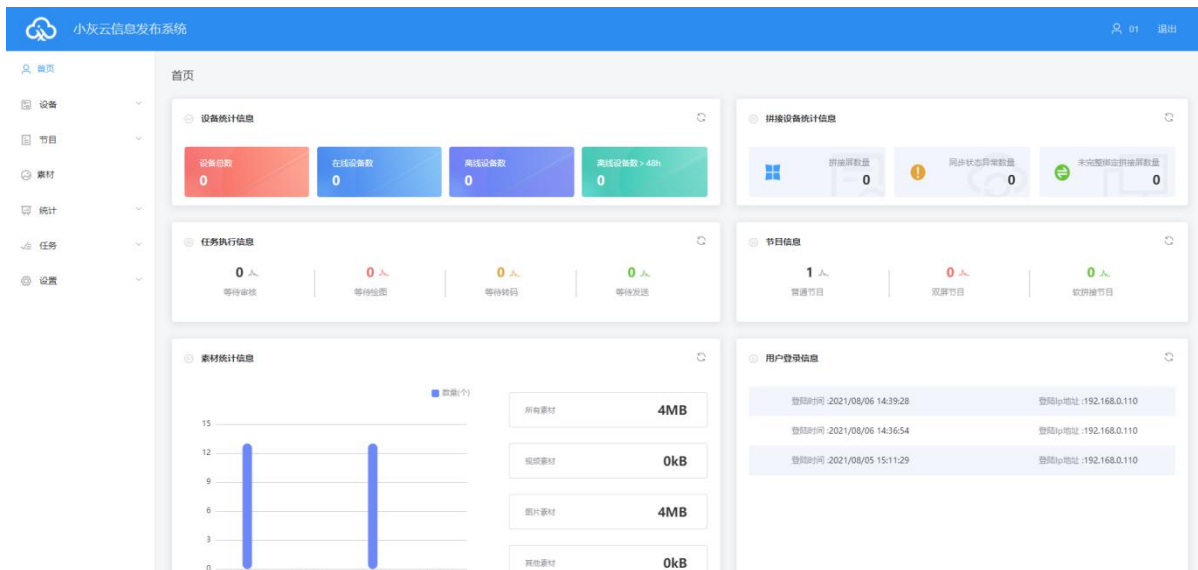 小灰云信息发布系统
01 退出
首页
设备
节目
素材
统计
任务
设置
首页
设备统计信息
设备总数
0
在线设备数
0
离线设备数
0
离线设备数 > 48h
0
拼接设备统计信息
拼接屏数量
0
同步状态异常数量
0
未完整绑定拼接屏数量
0
任务执行信息
0 人
等待审核
0 人
等待绘图
0 人
等待转码
0 人
等待发送
节目信息
1 人
普通节目
0 人
双屏节目
0 人
软拼接节目
素材统计信息
数量(个)
15
12
9
6
3
0
所有素材 4MB
视频素材 0kB
图片素材 4MB
其他素材 0kB
用户登录信息
登陆时间 :2021/08/06 14:39:28 登陆Ip地址 :192.168.0.110
登陆时间 :2021/08/06 14:36:54 登陆Ip地址 :192.168.0.110
登陆时间 :2021/08/05 15:11:29 登陆Ip地址 :192.168.0.110